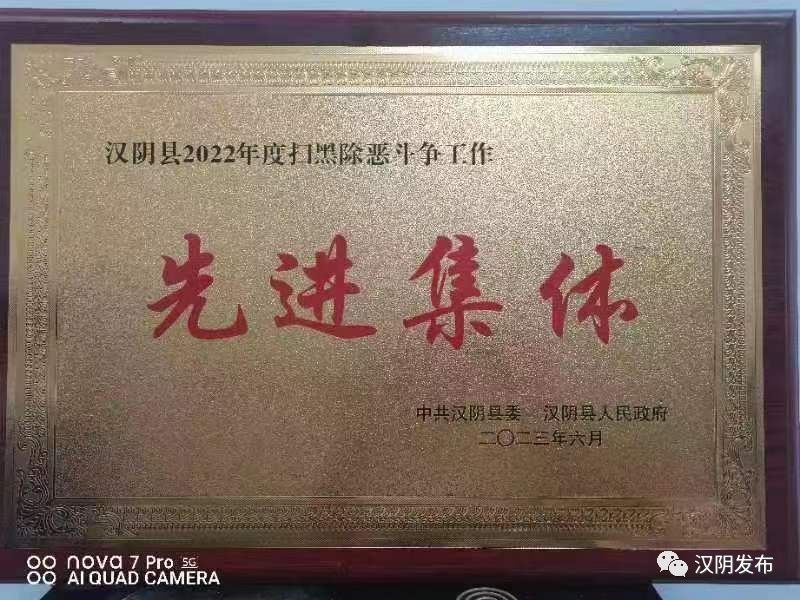 汉阴县2022年度扫黑除恶斗争工作
先进集体
中共汉阴县委 汉阴县人民政府
二〇二三年六月
nova 7 Pro 5G
AI QUAD CAMERA
汉阴发布